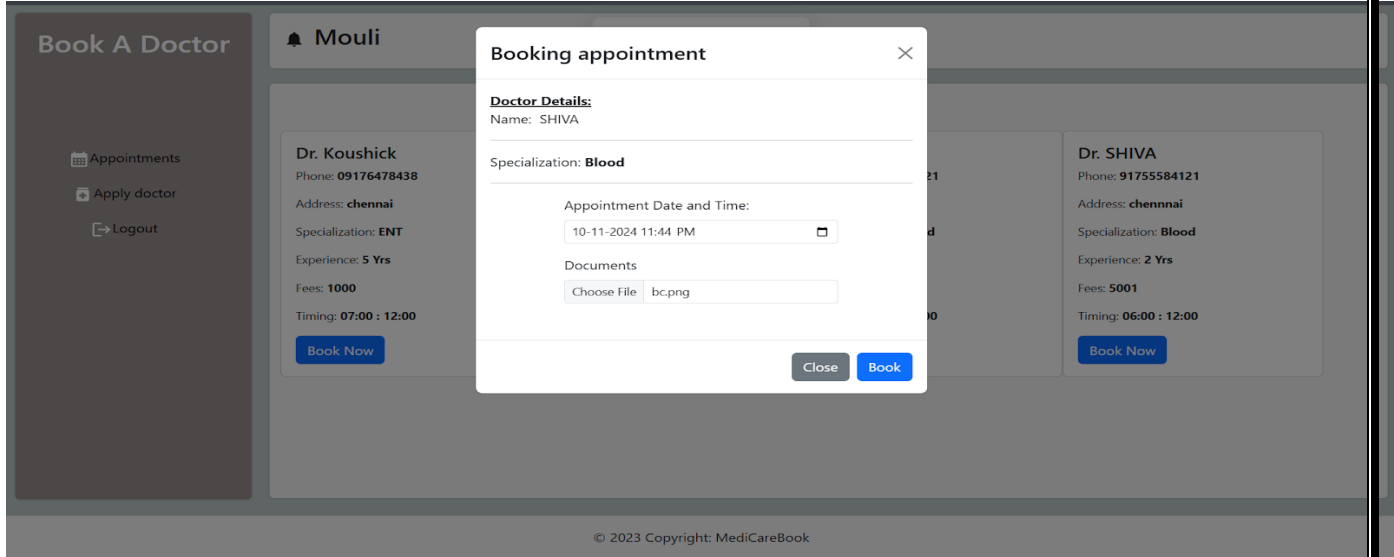 Book A Doctor
Appointments
Apply doctor
Logout
Mouli
Booking appointment
Doctor Details:
Name: SHIVA
Specialization: Blood
Appointment Date and Time:
10-11-2024 11:44 PM
Documents
Choose File bc.png
Close Book
Dr. Koushick
Phone: 09176478438
Address: chennai
Specialization: ENT
Experience: 5 Yrs
Fees: 1000
Timing: 07:00 : 12:00
Book Now
21
d
00
Dr. SHIVA
Phone: 91755584121
Address: chennnai
Specialization: Blood
Experience: 2 Yrs
Fees: 5001
Timing: 06:00 : 12:00
Book Now
© 2023 Copyright: MediCareBook